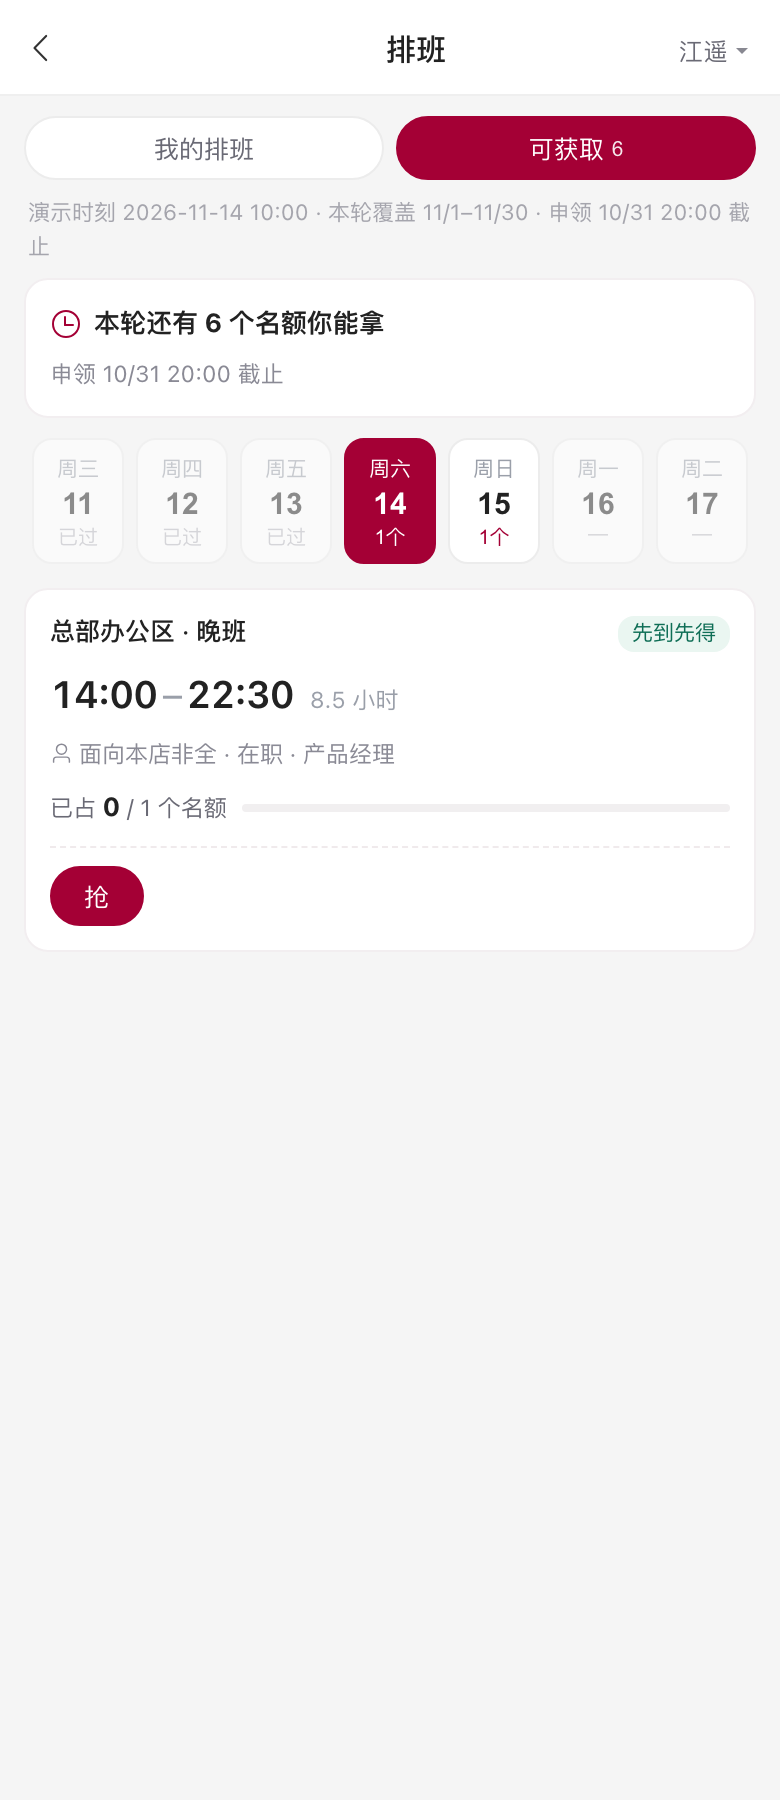 排班
江遥
我的排班
可获取 6
演示时刻 2026-11-14 10:00 · 本轮覆盖 11/1–11/30 · 申领 10/31 20:00 截
止
本轮还有 6 个名额你能拿
申领 10/31 20:00 截止
周三 周四 周五 周六 周日 周一 周二
11 12 13 14 15 16 17
已过 已过 已过 1个 1个 — —
总部办公区 · 晚班
先到先得
14:00–22:30 8.5 小时
面向本店非全 · 在职 · 产品经理
已占 0 / 1 个名额
抢